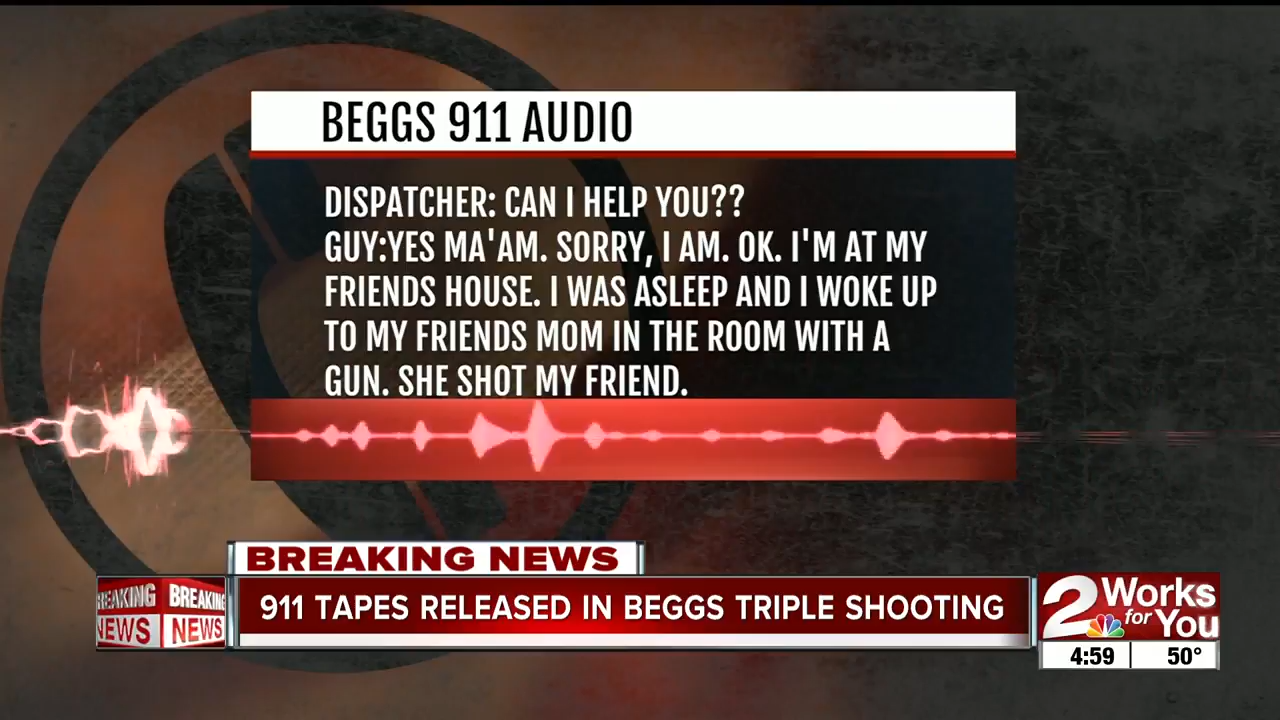 BEGGS 911 AUDIO
DISPATCHER: CAN I HELP YOU??
GUY:YES MA'AM. SORRY, I AM. OK. I'M AT MY
FRIENDS HOUSE. I WAS ASLEEP AND I WOKE UP
TO MY FRIENDS MOM IN THE ROOM WITH A
GUN. SHE SHOT MY FRIEND.
BREAKING NEWS
911 TAPES RELEASED IN BEGGS TRIPLE SHOOTING
BREAKING
NEWS
BREAKING
NEWS
2 Works
for You
4:59 50°